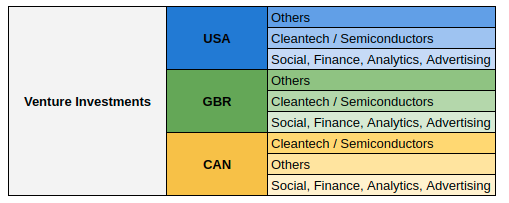 Venture Investments
USA
Others
Cleantech / Semiconductors
Social, Finance, Analytics, Advertising
GBR
Others
Cleantech / Semiconductors
Social, Finance, Analytics, Advertising
CAN
Cleantech / Semiconductors
Others
Social, Finance, Analytics, Advertising